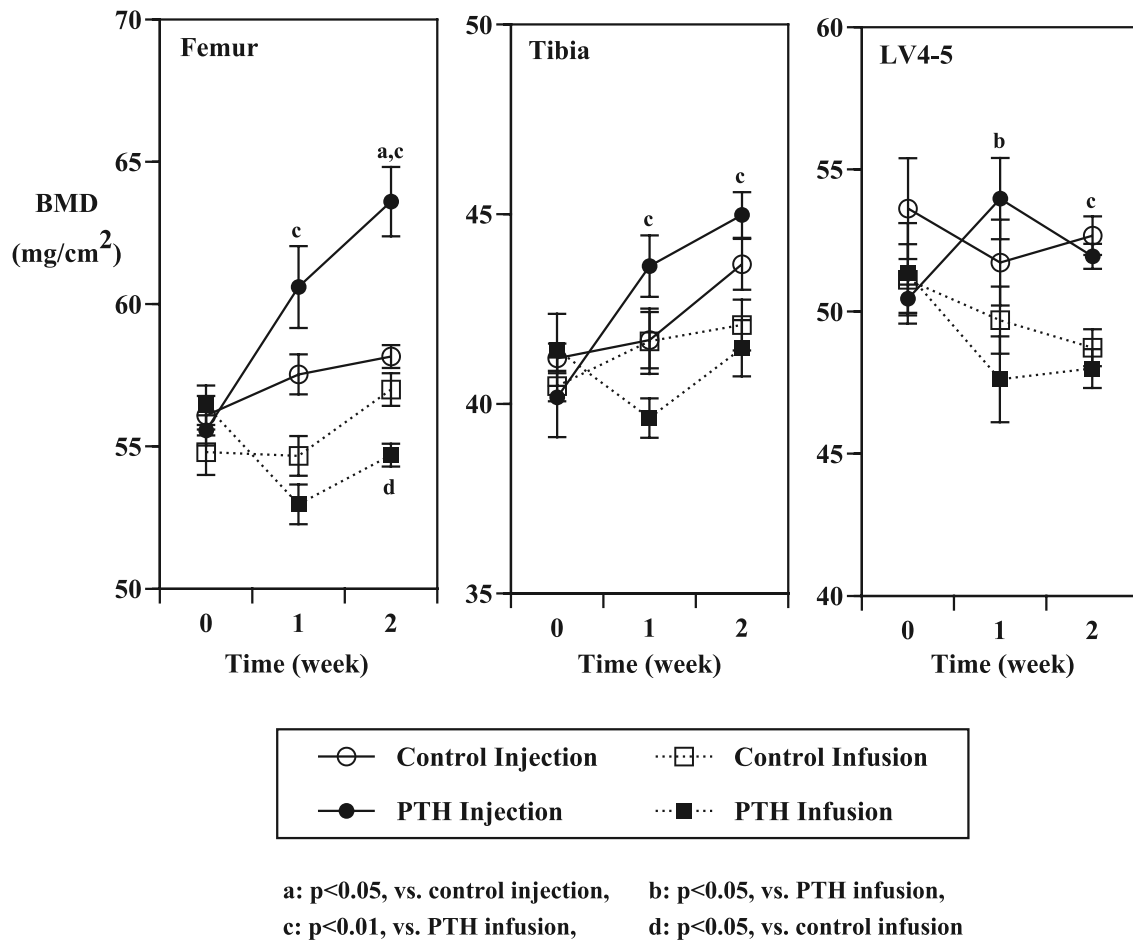 Femur
Tibia
LV4-5
BMD
(mg/cm2)
70
65
60
55
50
50
45
40
35
60
55
50
45
40
c
a,c
d
c
c
b
c
0 1 2
0 1 2
0 1 2
Time (week)
Time (week)
Time (week)
Control Injection
Control Infusion
PTH Injection
PTH Infusion
a: p<0.05, vs. control injection,
b: p<0.05, vs. PTH infusion,
c: p<0.01, vs. PTH infusion,
d: p<0.05, vs. control infusion